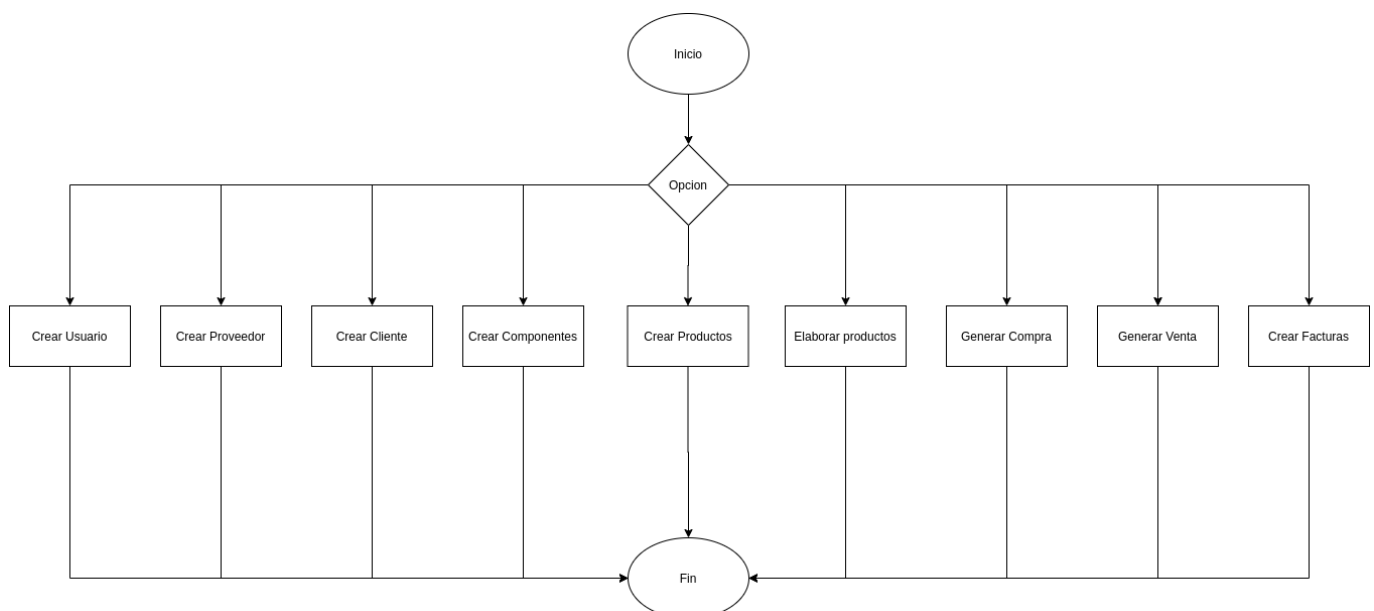 Inicio
Opcion
Crear Usuario
Crear Proveedor
Crear Cliente
Crear Componentes
Crear Productos
Elaborar productos
Generar Compra
Generar Venta
Crear Facturas
Fin